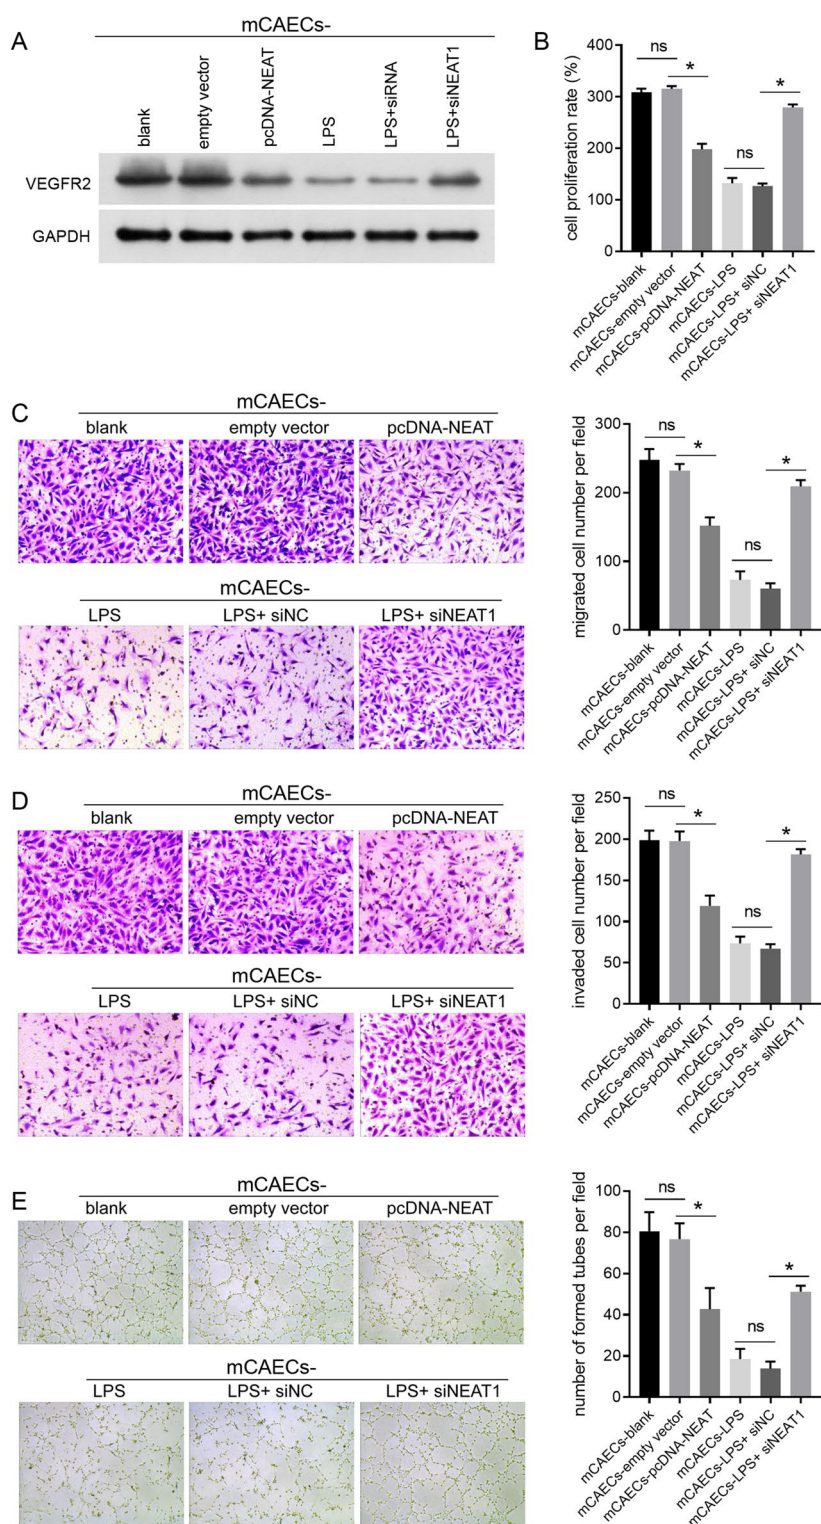 A
mCAECs-
blank
empty vector
pcDNA-NEAT
LPS
LPS+siRNA
LPS+siNEAT1
VEGFR2
GAPDH
B
cell proliferation rate (%)
400
300
200
100
0
ns
*
ns
*
mCAECs-blank
mCAECs-empty vector
mCAECs-pcDNA-NEAT
mCAECs-LPS
mCAECs-LPS+ siNC
mCAECs-LPS+ siNEAT1
C
mCAECs-
blank empty vector pcDNA-NEAT
mCAECs-
LPS LPS+ siNC LPS+ siNEAT1
migrated cell number per field
300
200
100
0
ns
*
ns
*
mCAECs-blank
mCAECs-empty vector
mCAECs-pcDNA-NEAT
mCAECs-LPS
mCAECs-LPS+ siNC
mCAECs-LPS+ siNEAT1
D
mCAECs-
blank empty vector pcDNA-NEAT
mCAECs-
LPS LPS+ siNC LPS+ siNEAT1
invaded cell number per field
250
200
150
100
50
0
ns
*
ns
*
mCAECs-blank
mCAECs-empty vector
mCAECs-pcDNA-NEAT
mCAECs-LPS
mCAECs-LPS+ siNC
mCAECs-LPS+ siNEAT1
E
mCAECs-
blank empty vector pcDNA-NEAT
mCAECs-
LPS LPS+ siNC LPS+ siNEAT1
number of formed tubes per field
100
80
60
40
20
0
ns
*
ns
*
mCAECs-blank
mCAECs-empty vector
mCAECs-pcDNA-NEAT
mCAECs-LPS
mCAECs-LPS+ siNC
mCAECs-LPS+ siNEAT1